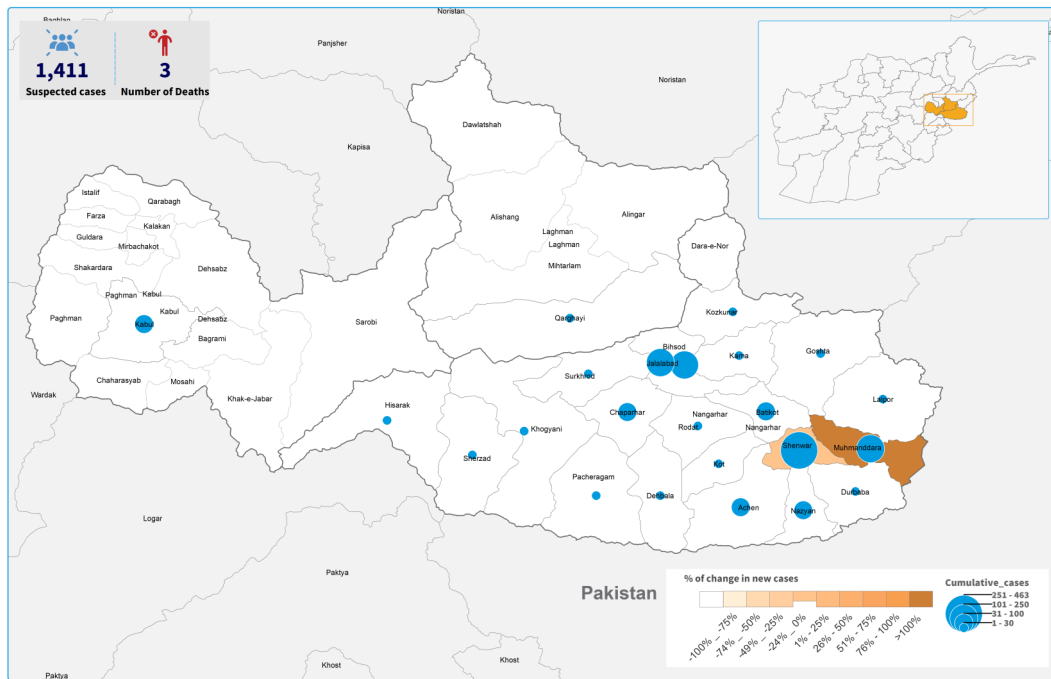 Baghlan
Noristan
Panjsher
Noristan
Kapisa
1,411
Suspected cases
3
Number of Deaths
Dawlatshah
Istalif
Qarabagh
Farza
Kalakan
Guldara
Mirbachakot
Shakardara
Dehsabz
Paghman
Kabul
Kabul
Paghman
Kabul
Dehsabz
Bagrami
Chaharasyab
Mosahi
Khak-e-Jabar
Sarobi
Alishang
Alingar
Laghman
Laghman
Mihtarlam
Dara-e-Nor
Qarghayi
Kozkunar
Bihsod
Jalalabad
Kama
Goshta
Surkhrod
Lalpor
Wardak
Hisarak
Chaparhar
Nangarhar
Rodat
Batikot
Nangarhar
Khogyani
Sherzad
Shenwar
Muhmanddara
Kot
Pacheragam
Dehbala
Achen
Nazyan
Durbaba
Logar
Paktya
Pakistan
Khost
Khost
Paktya
% of change in new cases
-100% _ -75%
-74% _ -50%
-49% _ -25%
-24% _ 0%
1% - 25%
26% - 50%
51% - 75%
76% - 100%
>100%
Cumulative_cases
251 - 463
101 - 250
31 - 100
1 - 30